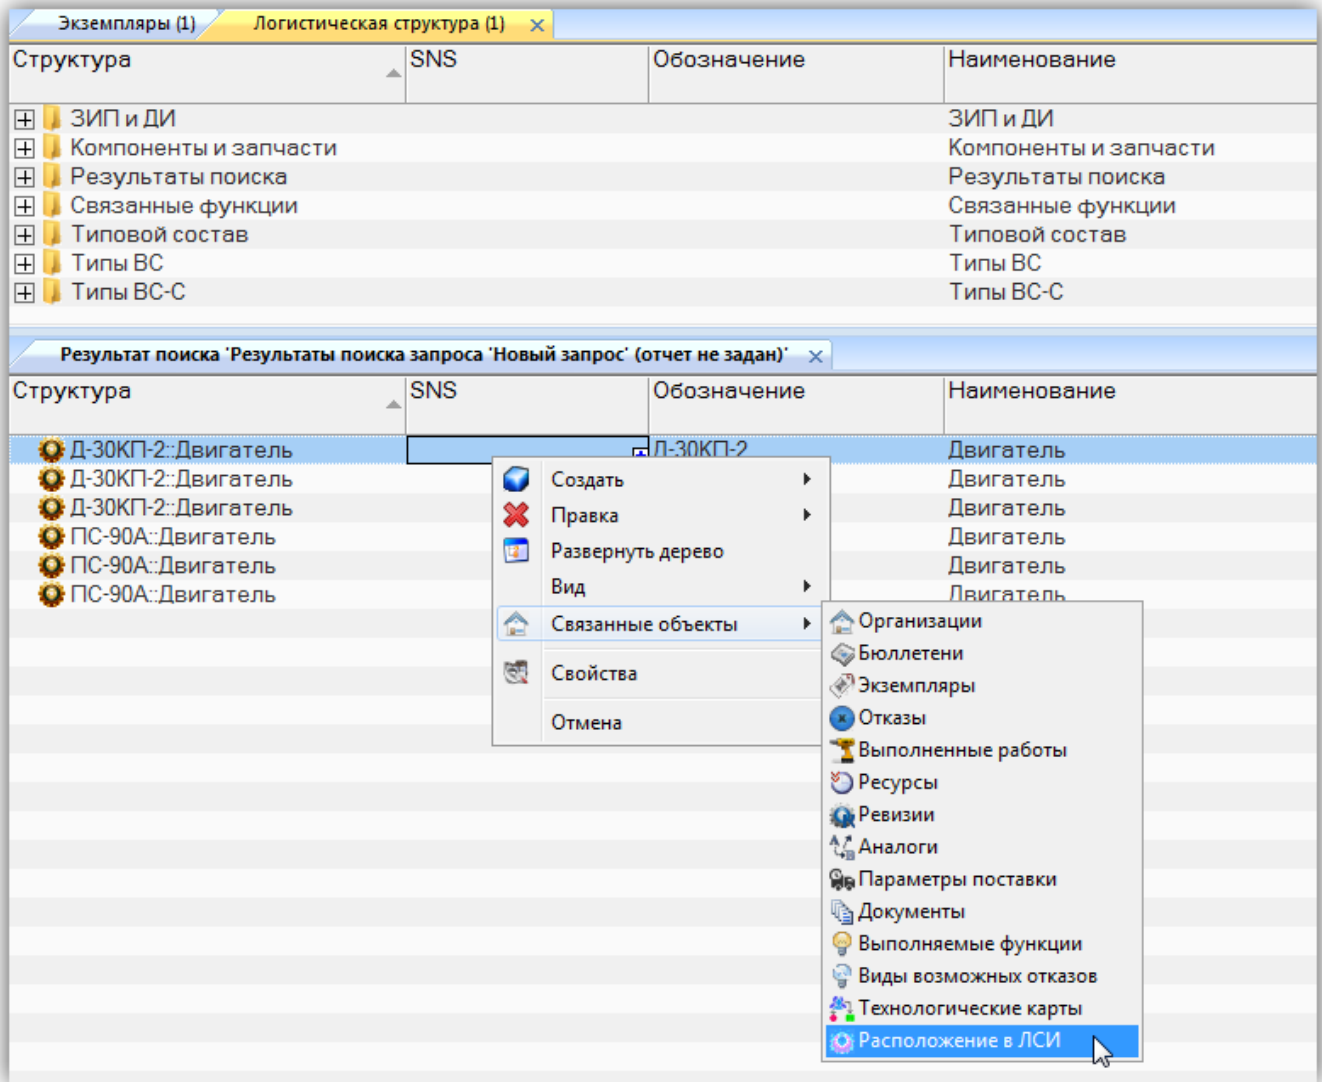 Экземпляры (1) Логистическая структура (1)
Структура SNS Обозначение Наименование
ЗИП и ДИ ЗИП и ДИ
Компоненты и запчасти Компоненты и запчасти
Результаты поиска Результаты поиска
Связанные функции Связанные функции
Типовой состав Типовой состав
Типы ВС Типы ВС
Типы ВС-С Типы ВС-С
Результат поиска 'Результаты поиска запроса 'Новый запрос' (отчет не задан)'
Структура SNS Обозначение Наименование
Д-30КП-2::Двигатель Д-30КП-2 Двигатель
Д-30КП-2::Двигатель Двигатель
Д-30КП-2::Двигатель Двигатель
ПС-90А::Двигатель Двигатель
ПС-90А::Двигатель Двигатель
ПС-90А::Двигатель Двигатель
Создать
Правка
Развернуть дерево
Вид
Связанные объекты
Свойства
Отмена
Организации
Бюллетени
Экземпляры
Отказы
Выполненные работы
Ресурсы
Ревизии
Аналоги
Параметры поставки
Документы
Выполняемые функции
Виды возможных отказов
Технологические карты
Расположение в ЛСИ